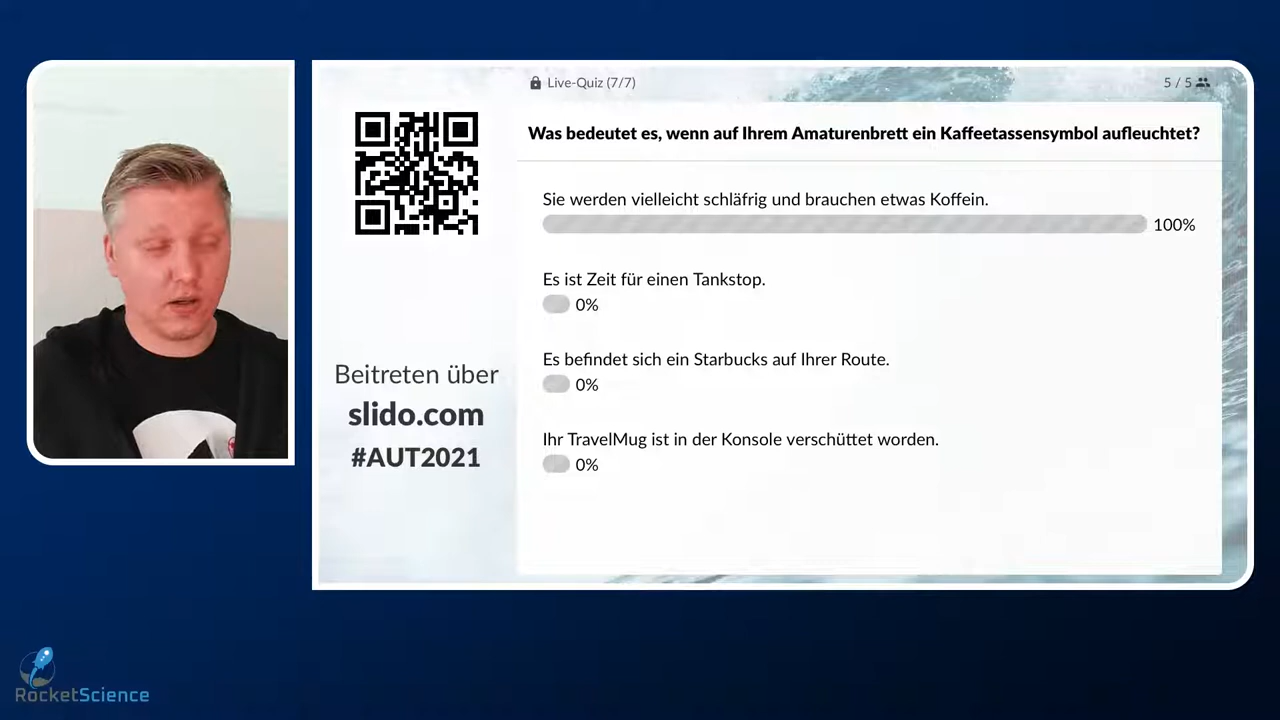 Live-Quiz (7/7)
5 / 5
Was bedeutet es, wenn auf Ihrem Amaturenbrett ein Kaffeetassensymbol aufleuchtet?
Sie werden vielleicht schläfrig und brauchen etwas Koffein.
100%
Es ist Zeit für einen Tankstop.
0%
Es befindet sich ein Starbucks auf Ihrer Route.
0%
Ihr TravelMug ist in der Konsole verschüttet worden.
0%
Beitreten über
slido.com
#AUT2021
RocketScience